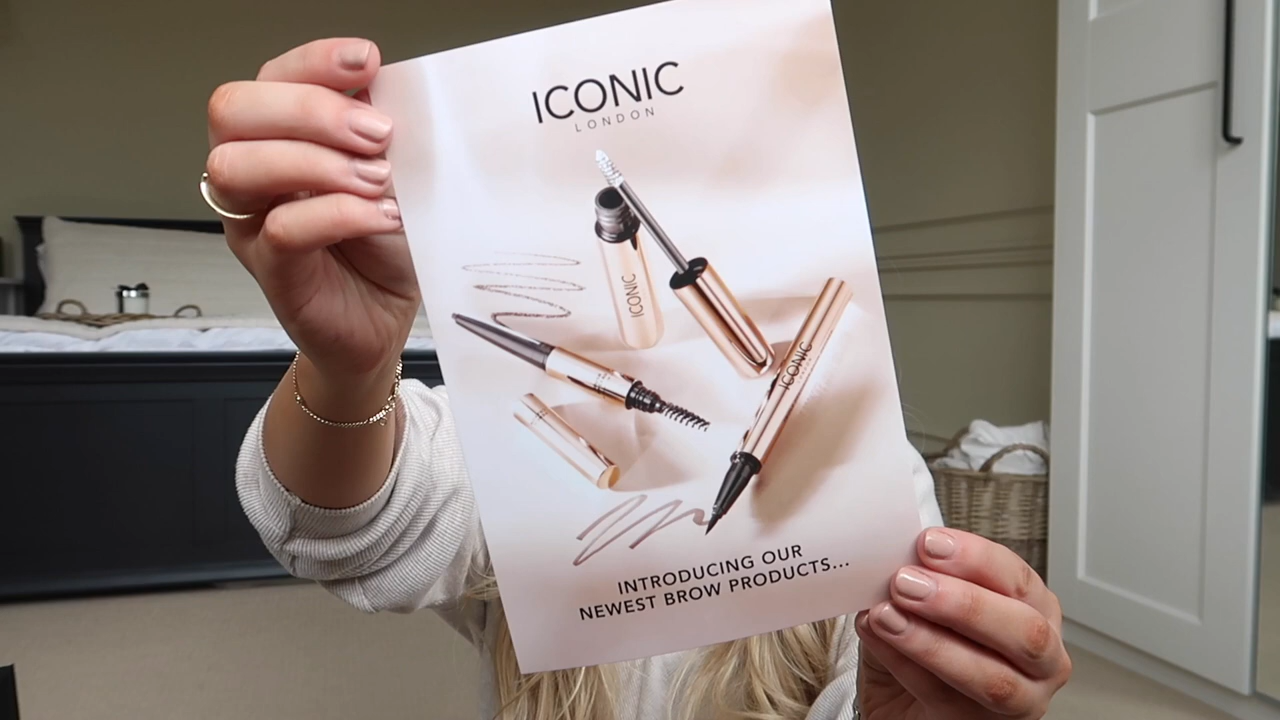 ICONIC
LONDON
ICONIC
ICONIC
INTRODUCING OUR
NEWEST BROW PRODUCTS...